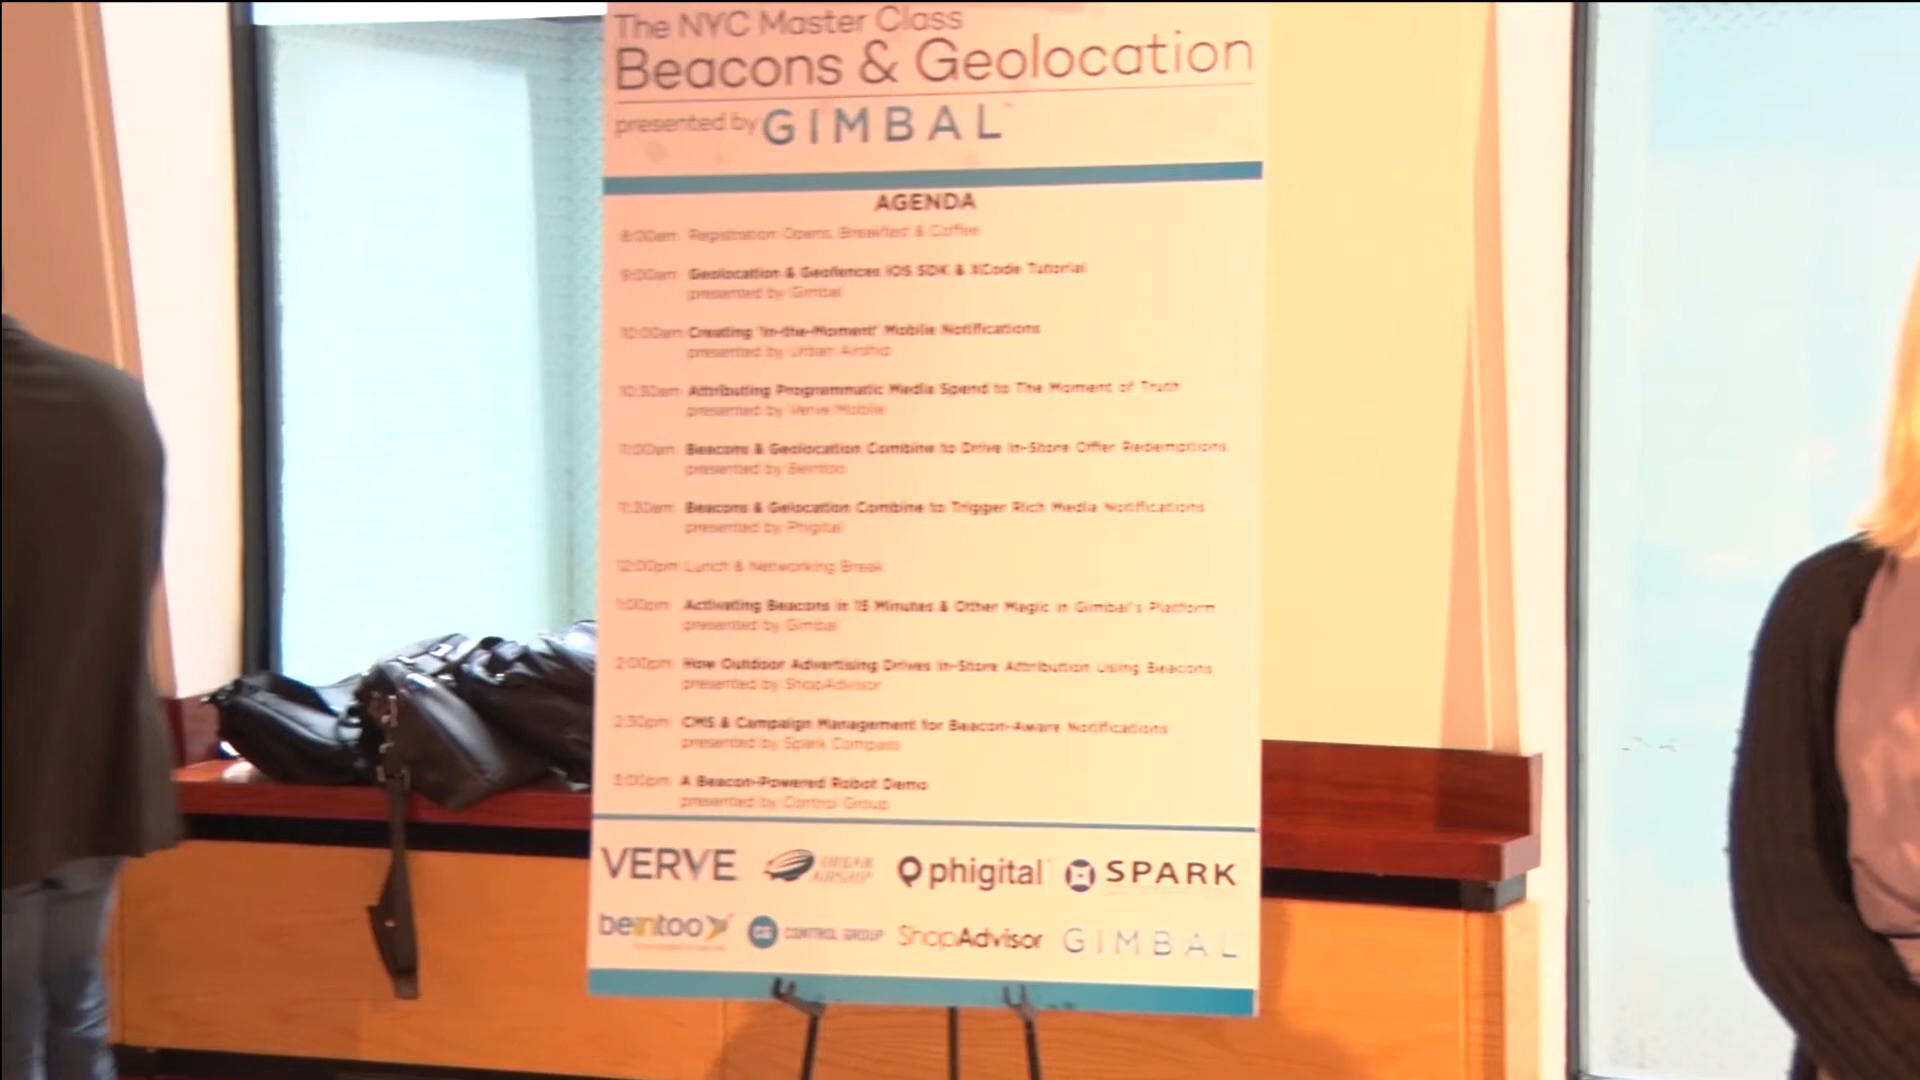 The NYC Master Class
Beacons & Geolocation
presented by GIMBAL™
AGENDA
8:00am Registration Opens, Breakfast & Coffee
9:00am Geolocation & Geofences iOS SDK & XCode Tutorial
presented by Gimbal
10:00am Creating 'In-the-Moment' Mobile Notifications
presented by Urban Airship
10:30am Attributing Programmatic Media Spend to The Moment of Truth
presented by Verve Mobile
11:00am Beacons & Geolocation Combine to Drive In-Store Offer Redemptions
presented by Beintoo
11:30am Beacons & Gelocation Combine to Trigger Rich Media Notifications
presented by Phigital
12:00pm Lunch & Networking Break
1:00pm Activating Beacons in 15 Minutes & Other Magic in Gimbal's Platform
presented by Gimbal
2:00pm How Outdoor Advertising Drives In-Store Attribution Using Beacons
presented by ShopAdvisor
2:30pm CMS & Campaign Management for Beacon-Aware Notifications
presented by Spark Compass
3:00pm A Beacon-Powered Robot Demo
presented by Control Group
VERVE URBAN AIRSHIP phigital SPARK
beintoo CG CONTROL GROUP ShopAdvisor GIMBAL